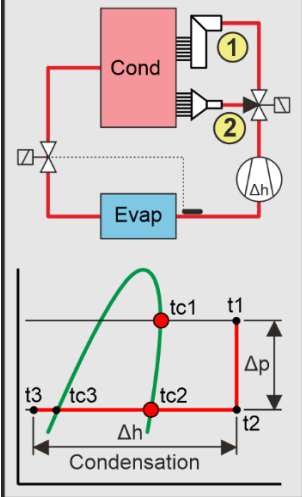 Cond
1
2
Δh
Evap
tc1
t1
Δp
t3
tc3
tc2
t2
Δh
Condensation